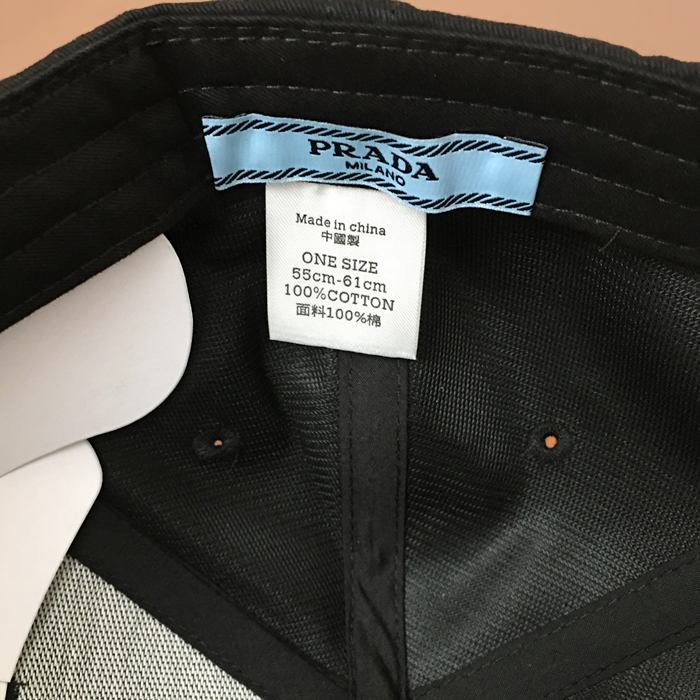 PRADA
MILANO
Made in china
中國製
ONE SIZE
55cm-61cm
100%COTTON
面料100%棉